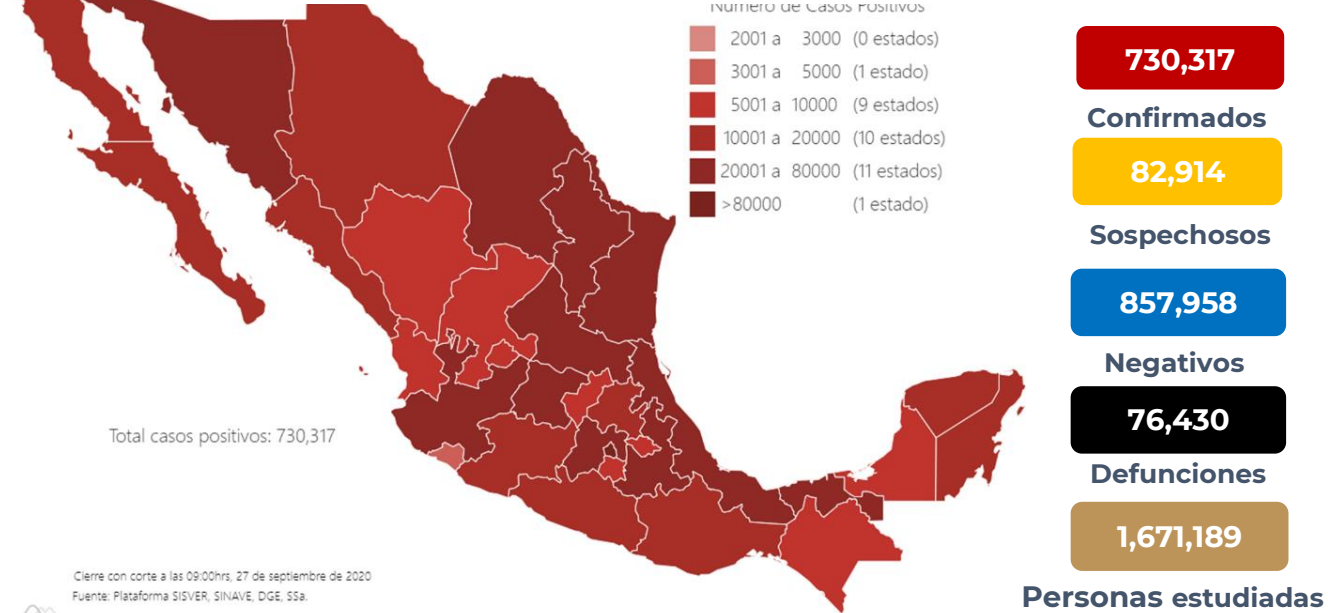 Número de Casos Positivos
2001 a 3000 (0 estados)
3001 a 5000 (1 estado)
5001 a 10000 (9 estados)
10001 a 20000 (10 estados)
20001 a 80000 (11 estados)
>80000 (1 estado)
Total casos positivos: 730,317
Cierre con corte a las 09:00hrs, 27 de septiembre de 2020
Fuente: Plataforma SISVER, SINAVE, DGE, SSa.
730,317
Confirmados
82,914
Sospechosos
857,958
Negativos
76,430
Defunciones
1,671,189
Personas estudiadas